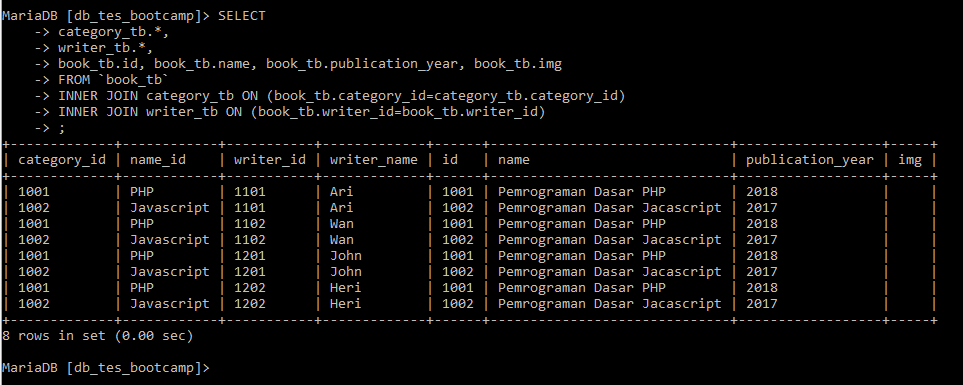 MariaDB [db_tes_bootcamp]> SELECT
    -> category_tb.*,
    -> writer_tb.*,
    -> book_tb.id, book_tb.name, book_tb.publication_year, book_tb.img
    -> FROM `book_tb`
    -> INNER JOIN category_tb ON (book_tb.category_id=category_tb.category_id)
    -> INNER JOIN writer_tb ON (book_tb.writer_id=book_tb.writer_id)
    -> ;
+-------------+------------+-----------+-------------+------+-----------------------------+------------------+-----+
| category_id | name_id    | writer_id | writer_name | id   | name                        | publication_year | img |
+-------------+------------+-----------+-------------+------+-----------------------------+------------------+-----+
| 1001        | PHP        | 1101      | Ari         | 1001 | Pemrograman Dasar PHP       | 2018             |     |
| 1002        | Javascript | 1101      | Ari         | 1002 | Pemrograman Dasar Jacascript | 2017             |     |
| 1001        | PHP        | 1102      | Wan         | 1001 | Pemrograman Dasar PHP       | 2018             |     |
| 1002        | Javascript | 1102      | Wan         | 1002 | Pemrograman Dasar Jacascript | 2017             |     |
| 1001        | PHP        | 1201      | John        | 1001 | Pemrograman Dasar PHP       | 2018             |     |
| 1002        | Javascript | 1201      | John        | 1002 | Pemrograman Dasar Jacascript | 2017             |     |
| 1001        | PHP        | 1202      | Heri        | 1001 | Pemrograman Dasar PHP       | 2018             |     |
| 1002        | Javascript | 1202      | Heri        | 1002 | Pemrograman Dasar Jacascript | 2017             |     |
+-------------+------------+-----------+-------------+------+-----------------------------+------------------+-----+
8 rows in set (0.00 sec)
MariaDB [db_tes_bootcamp]>